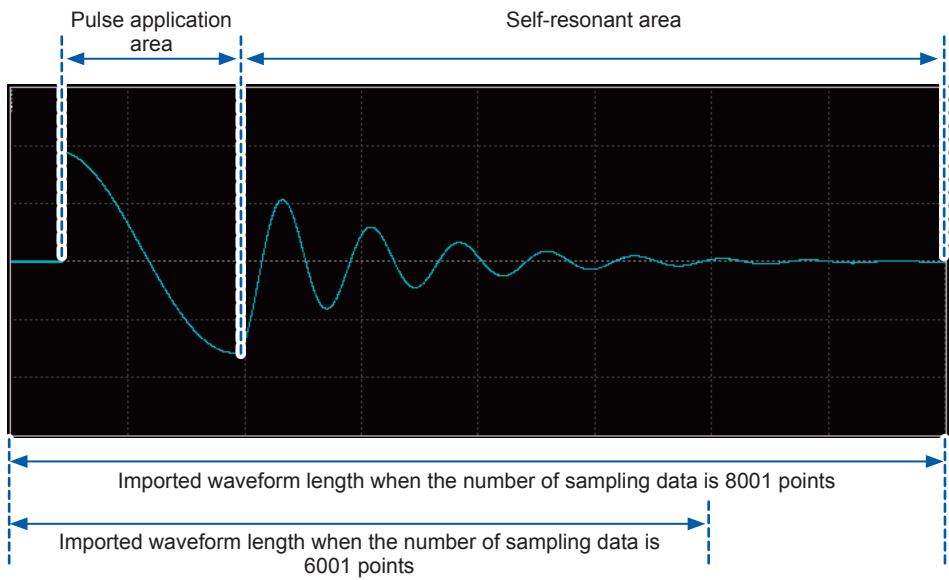 Pulse application
area
Self-resonant area
Imported waveform length when the number of sampling data is 8001 points
Imported waveform length when the number of sampling data is
6001 points